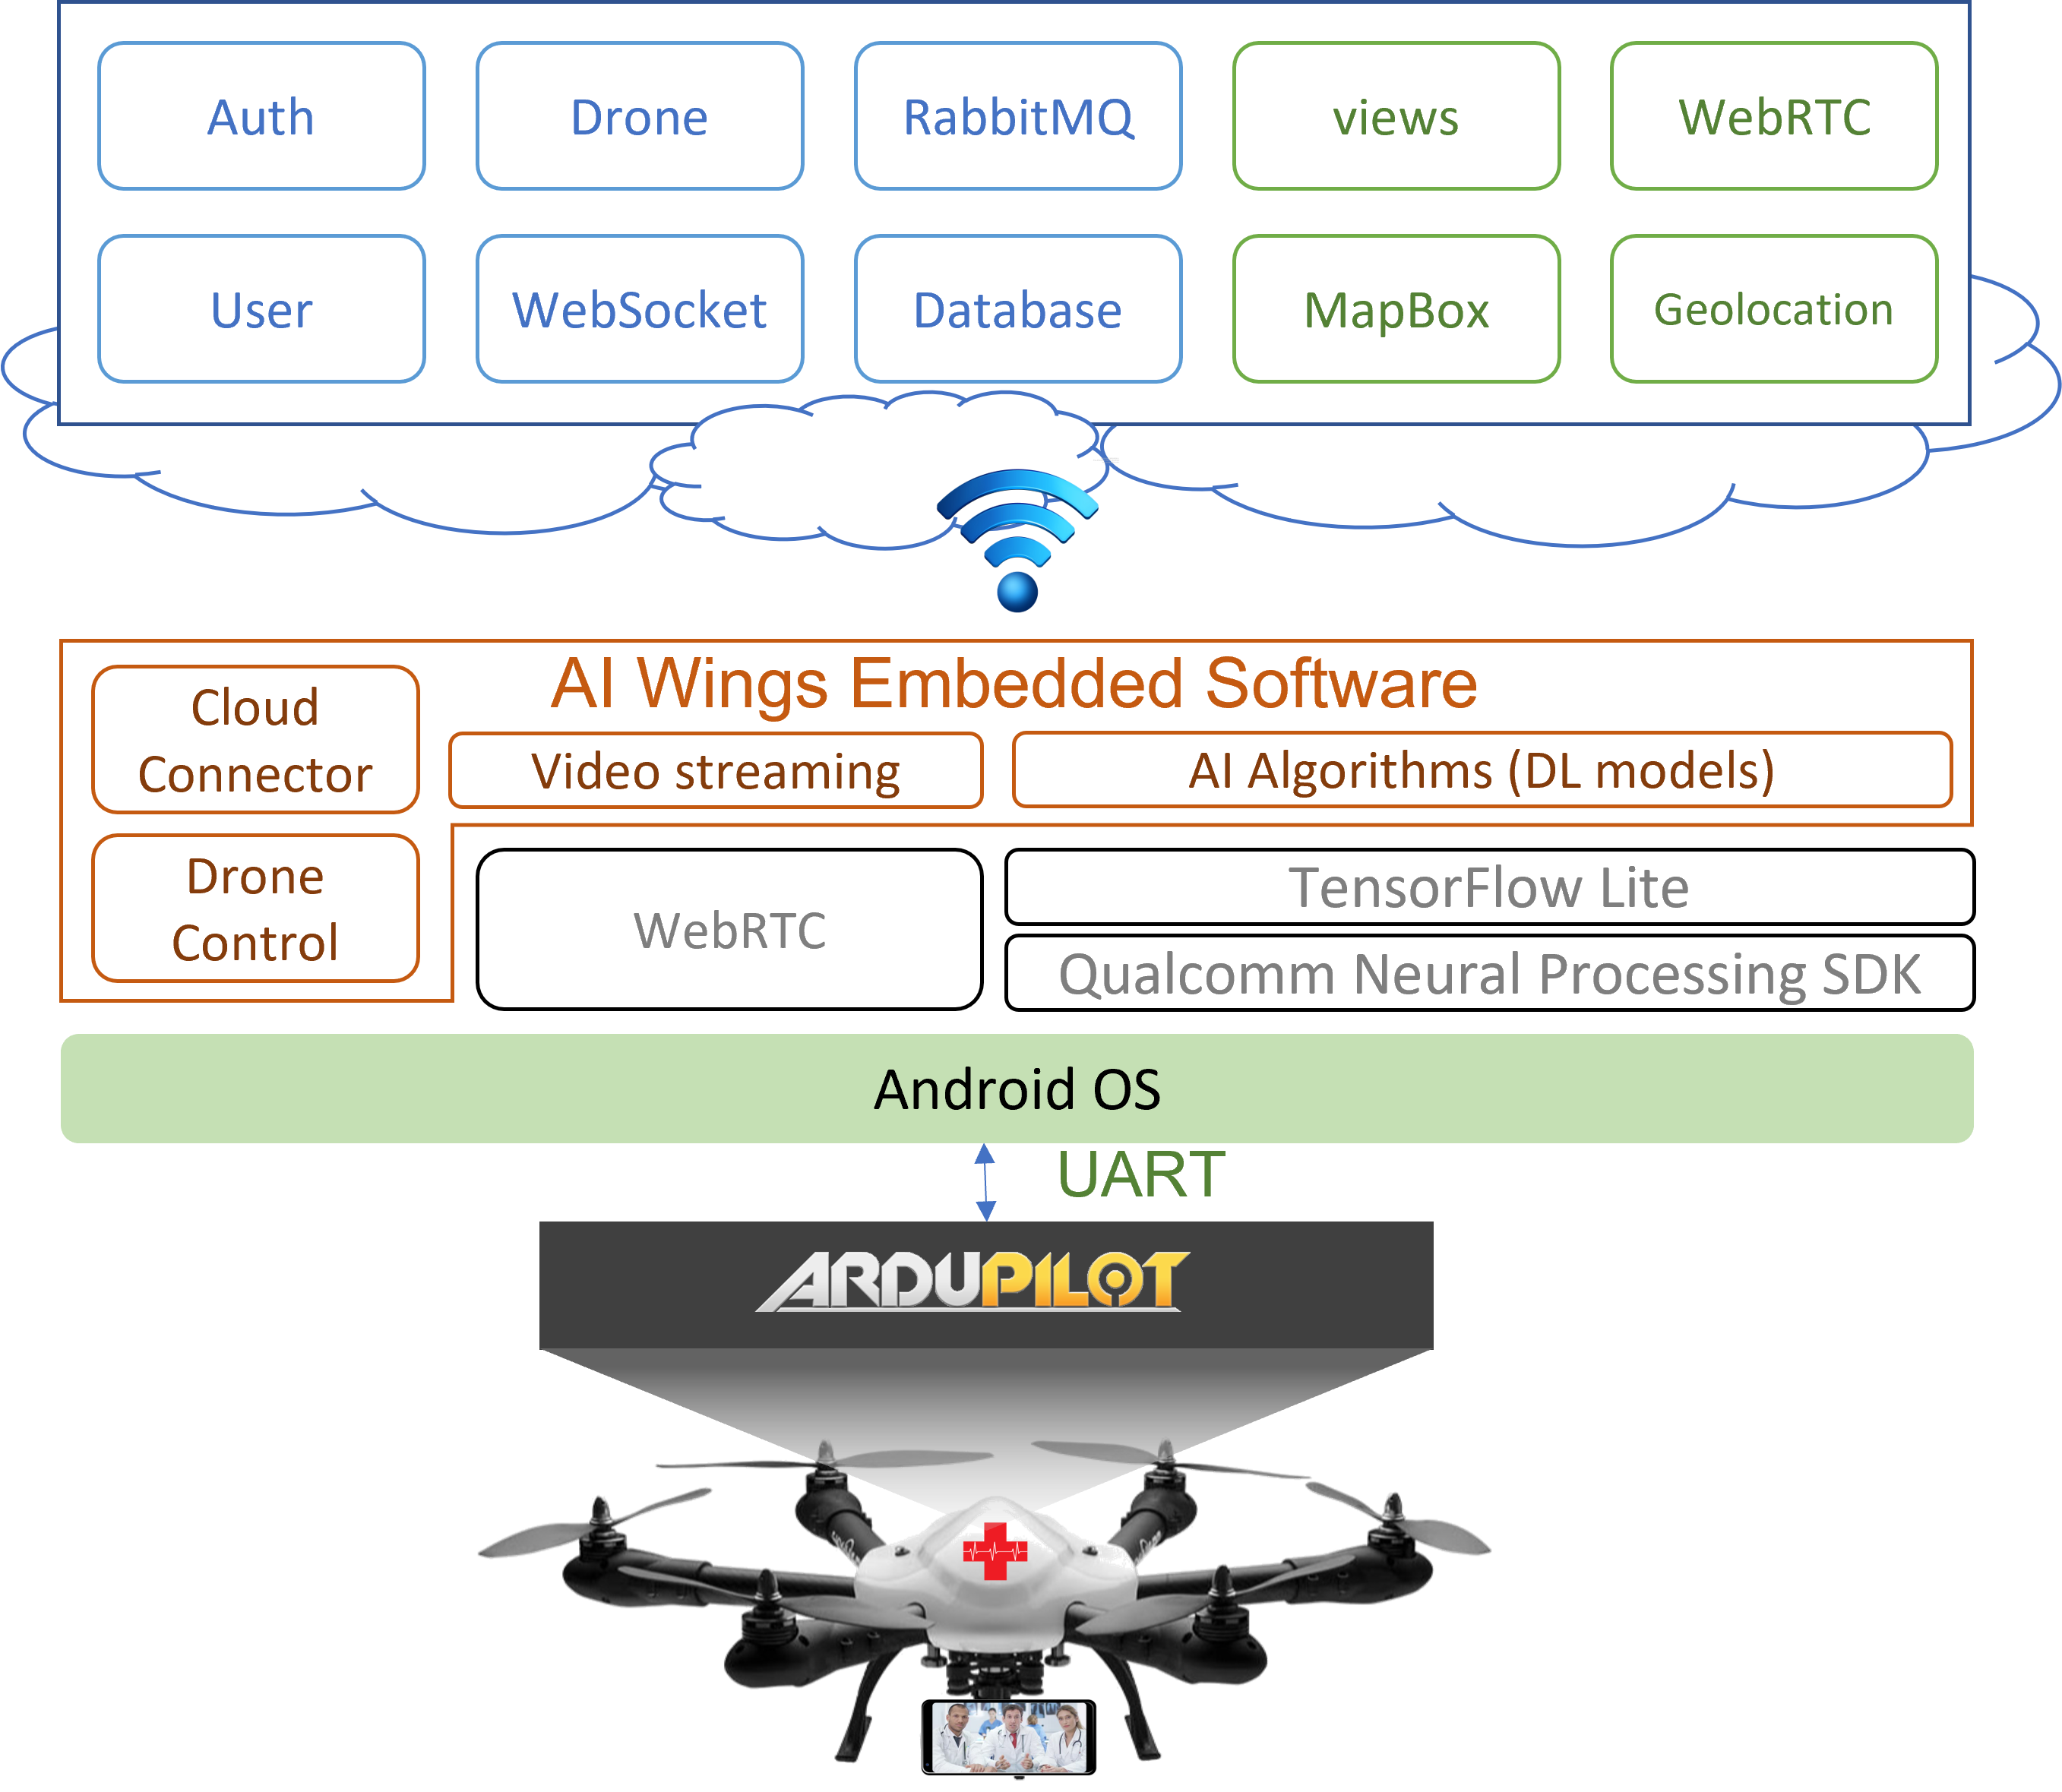 Auth
Drone
RabbitMQ
views
WebRTC
User
WebSocket
Database
MapBox
Geolocation
AI Wings Embedded Software
Cloud
Connector
Video streaming
AI Algorithms (DL models)
Drone
Control
WebRTC
TensorFlow Lite
Qualcomm Neural Processing SDK
Android OS
UART
ARDUPILOT